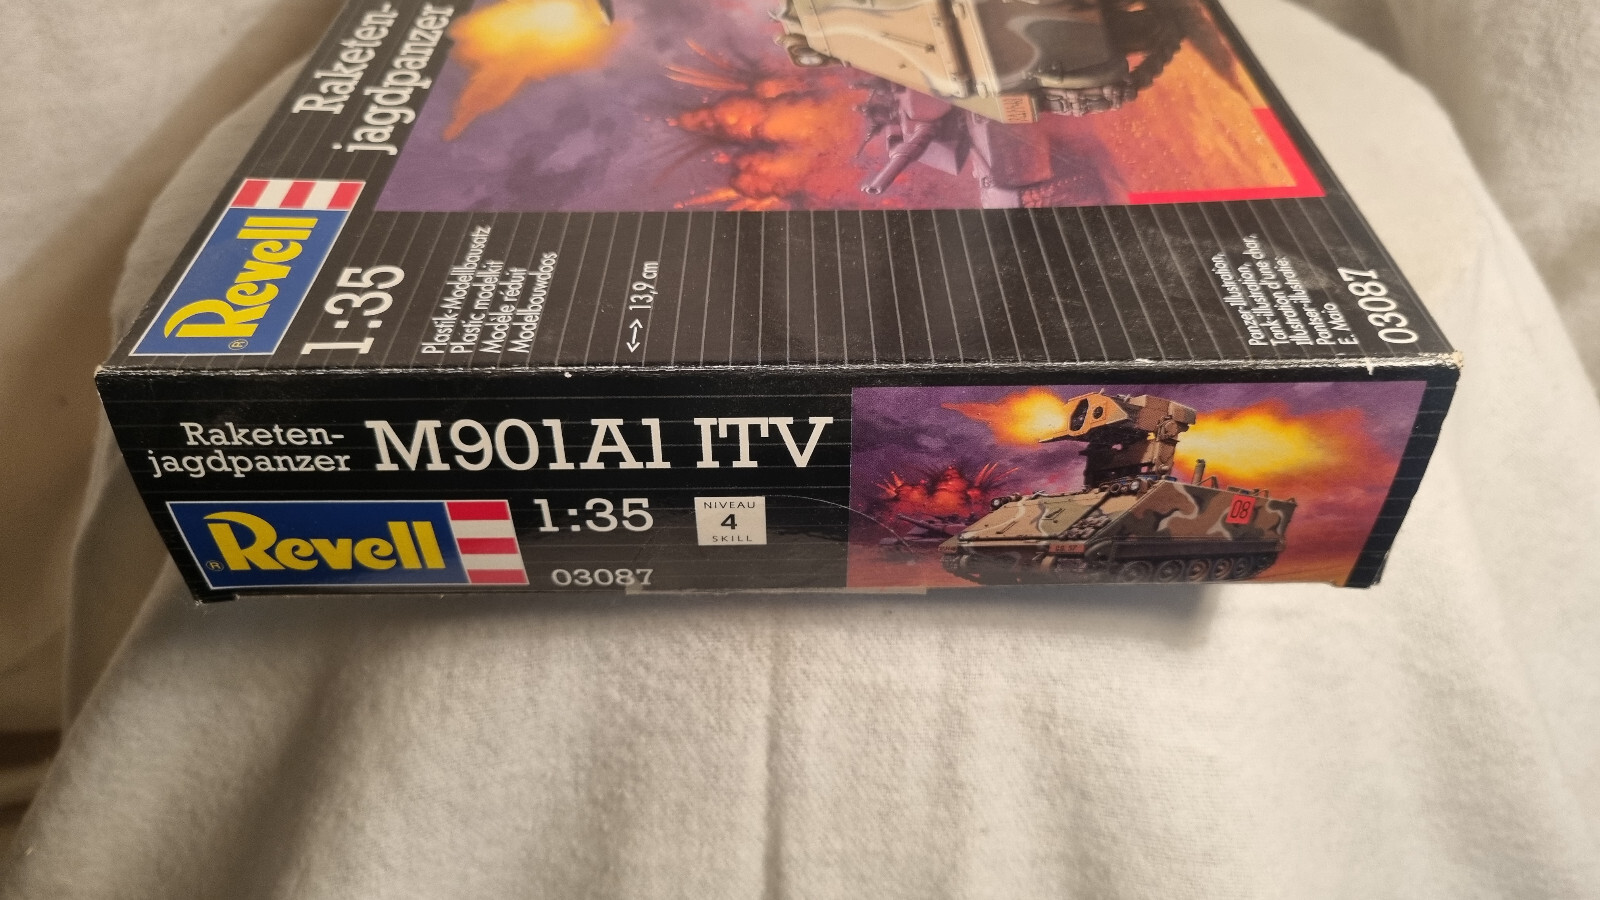 Raketen-
jagdpanzer
Revell
®
1:35
Plastik-Modellbausatz
Plastic modelkit
Modèle réduit
Modelbouwdoos
<--> 13,9 cm
Panzer-Illustration,
Tank-illustration,
Illustration d'une char,
Pantser-illustratie:
E. Maio
03087
Raketen-
jagdpanzer M901A1 ITV
Revell
®
1:35
NIVEAU
4
SKILL
03087
08